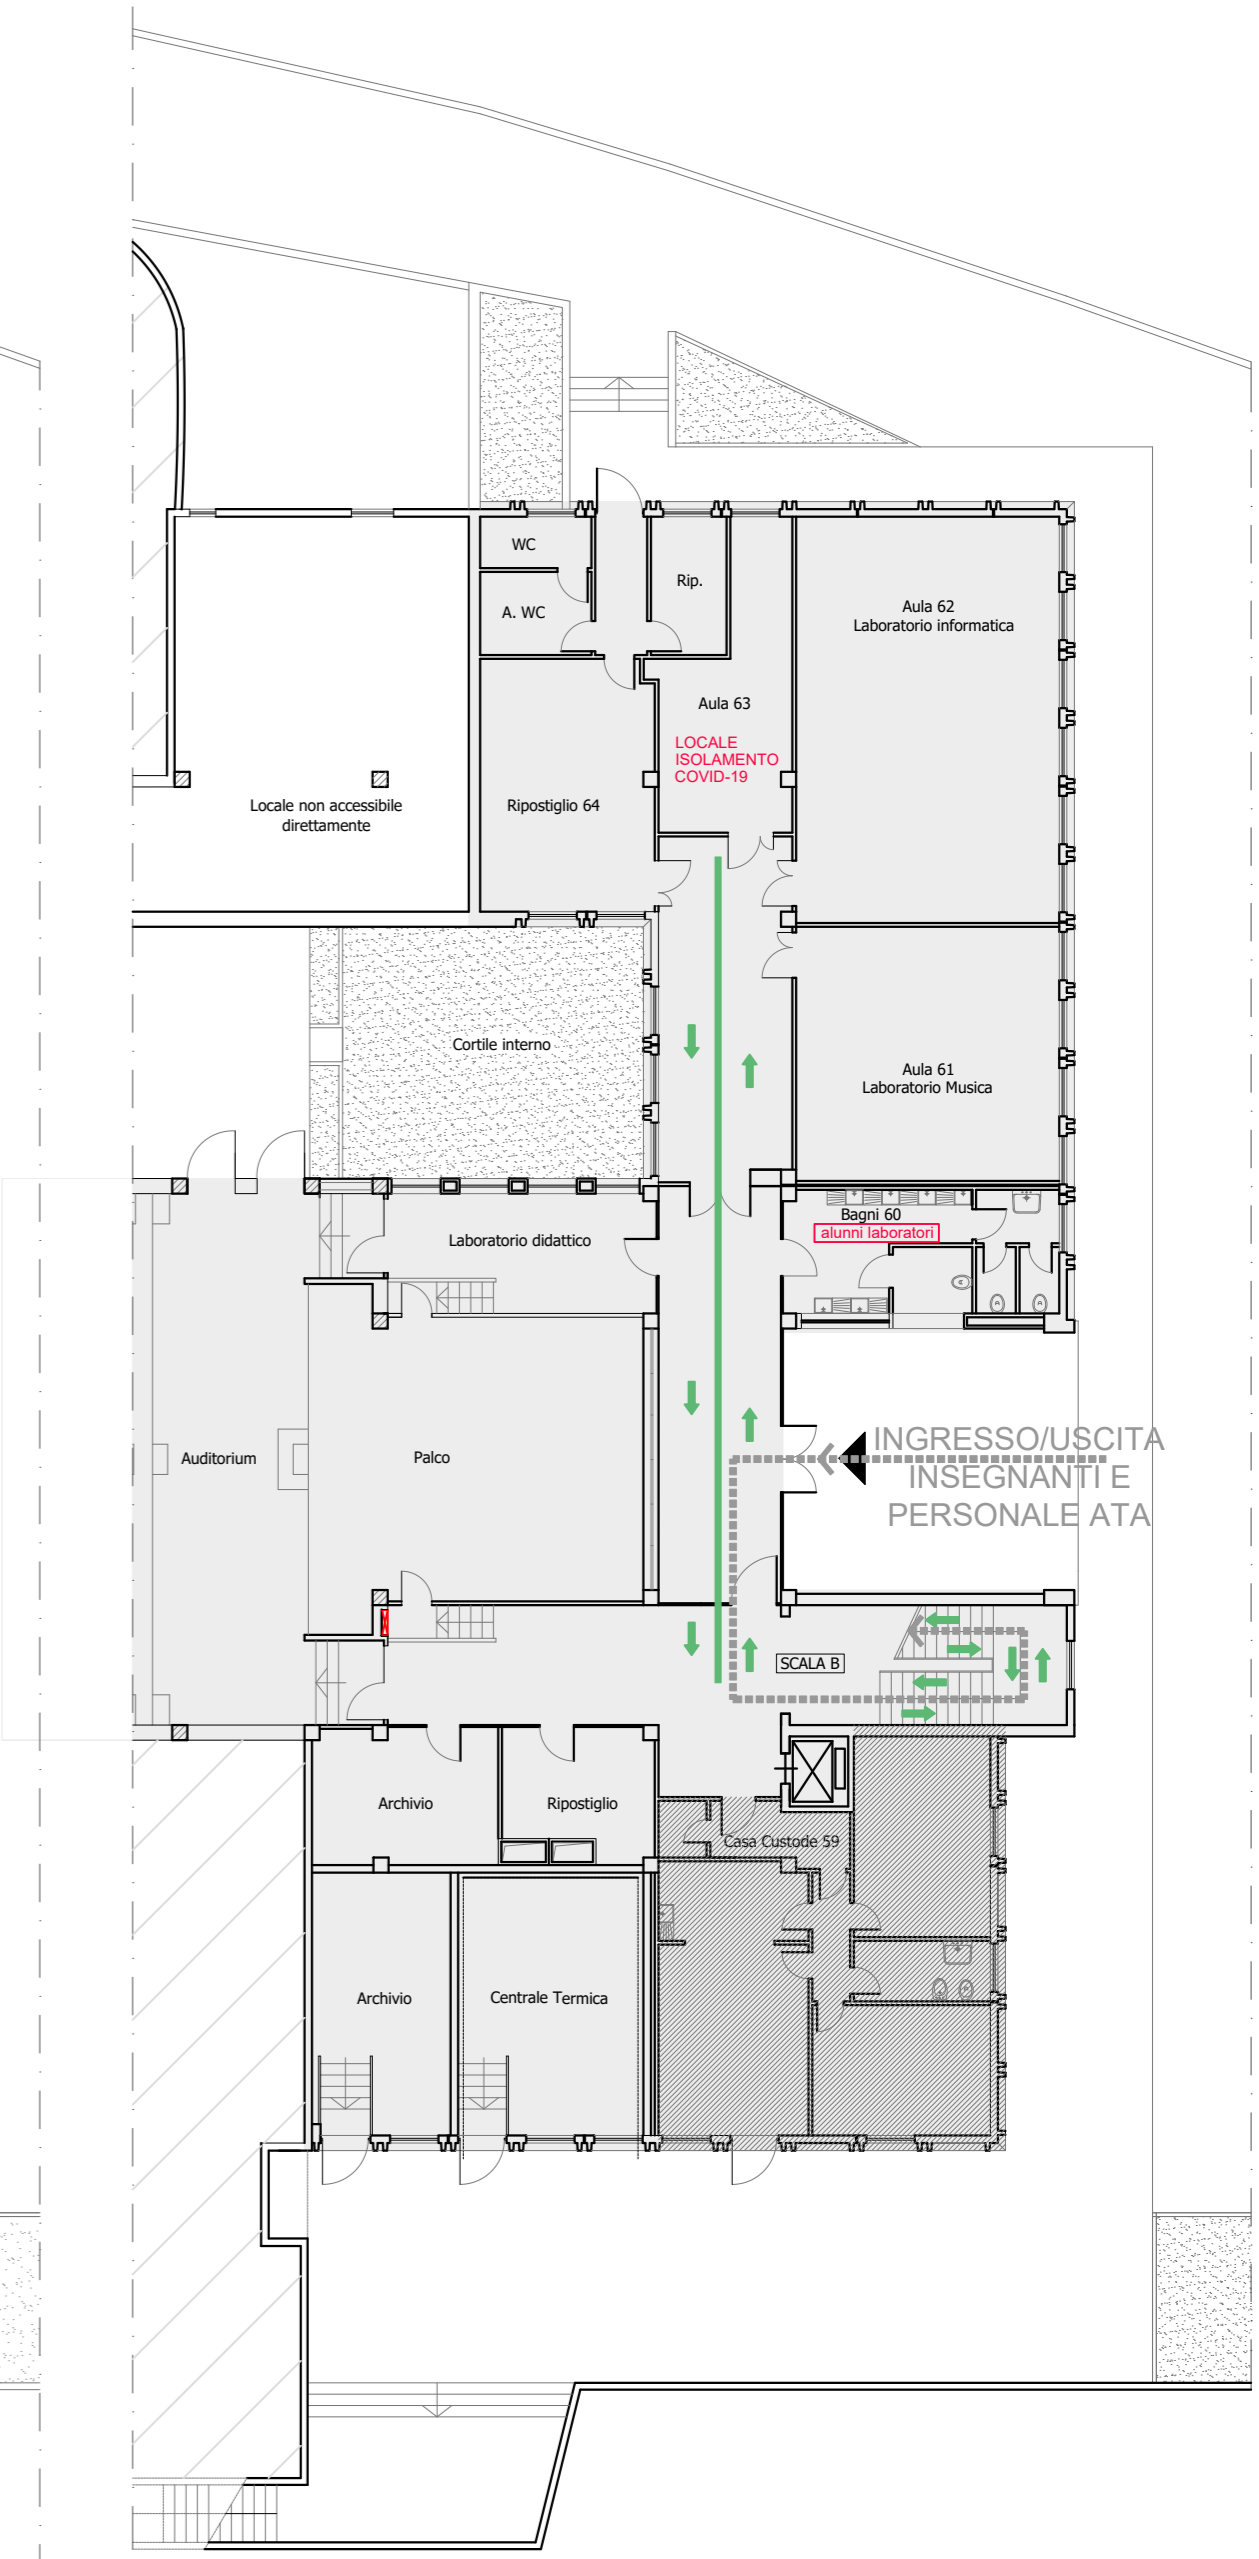 WC
Rip.
A. WC
Aula 62
Laboratorio informatica
Aula 63
LOCALE
ISOLAMENTO
COVID-19
Ripostiglio 64
Locale non accessibile
direttamente
Cortile interno
Aula 61
Laboratorio Musica
Bagni 60
alunni laboratori
Laboratorio didattico
Auditorium
Palco
INGRESSO/USCITA
INSEGNANTI E
PERSONALE ATA
SCALA B
Archivio
Ripostiglio
Casa Custode 59
Archivio
Centrale Termica